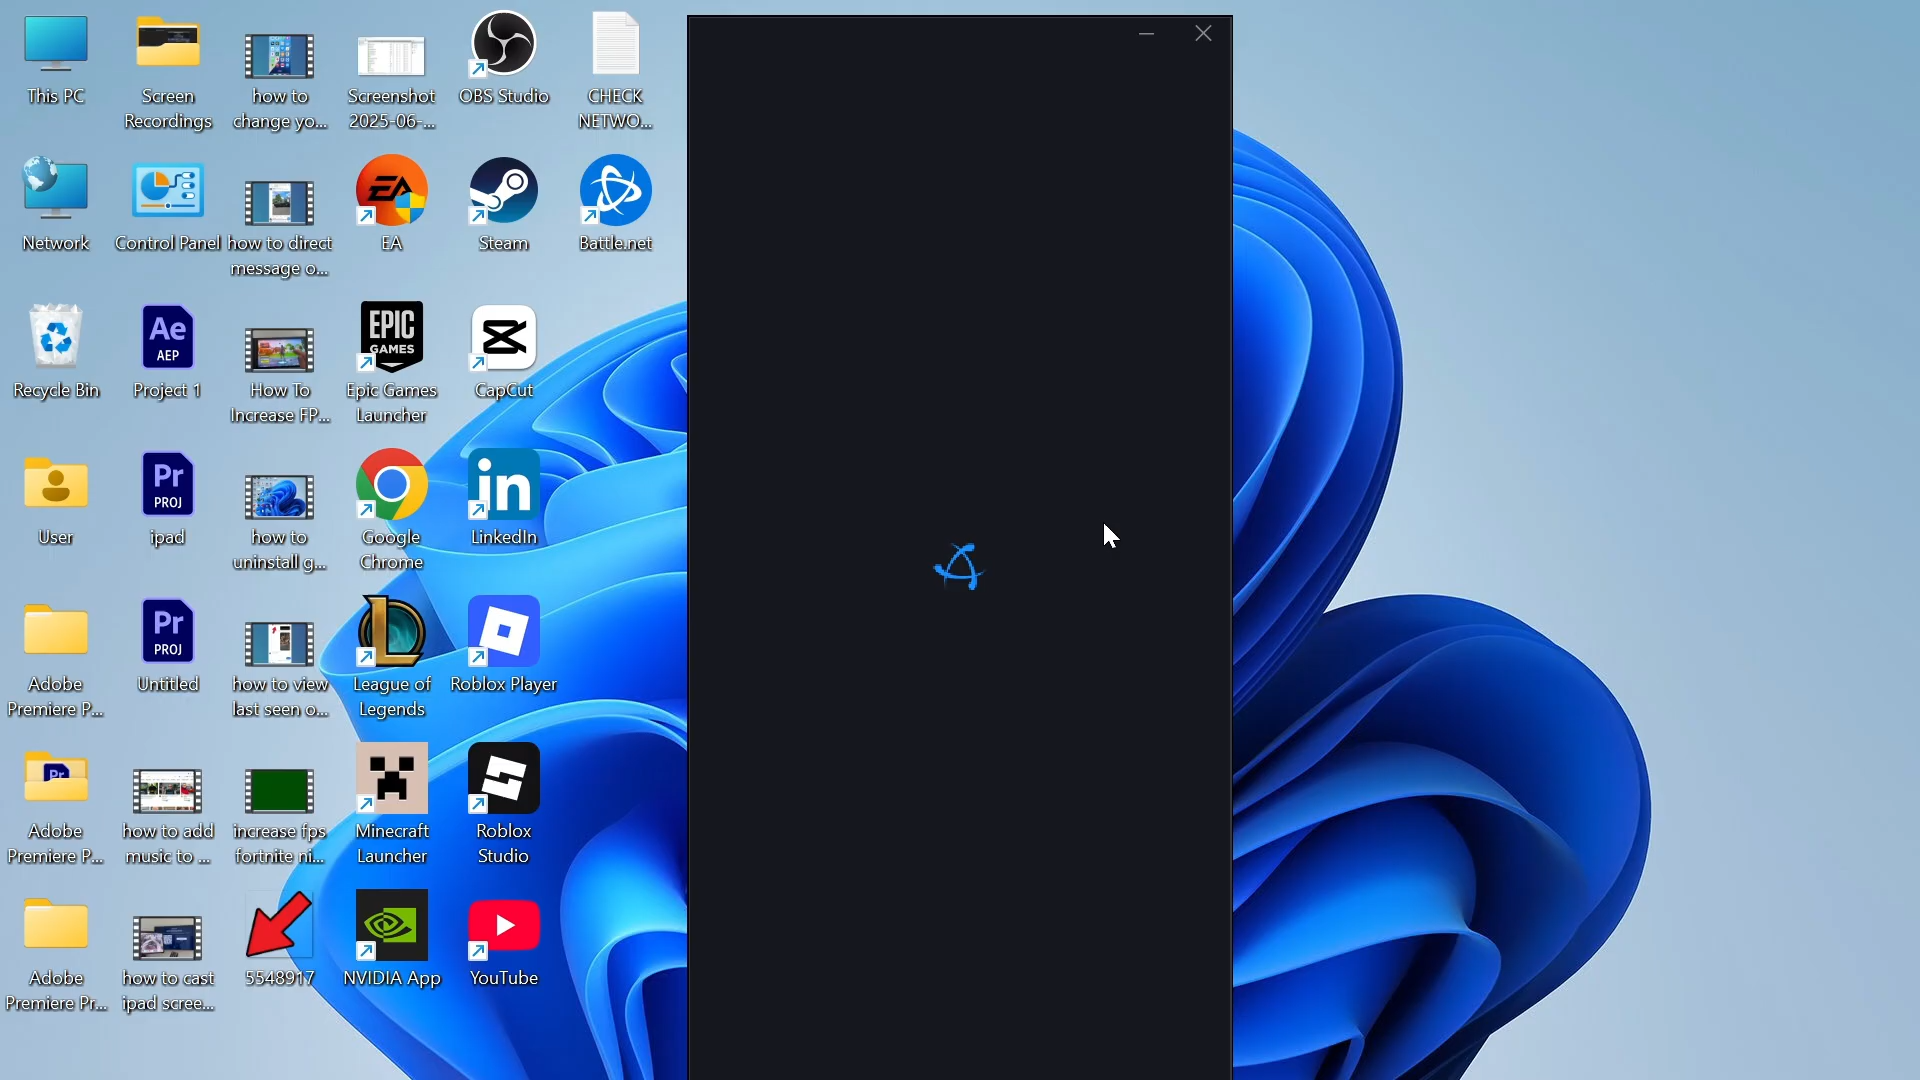 This PC
Screen
Recordings
how to
change yo...
Screenshot
2025-06-...
OBS Studio
CHECK
NETWO...
Network
Control Panel
how to direct
message o...
EA
EA
Steam
Battle.net
Recycle Bin
Ae
AEP
Project 1
How To
Increase FP...
EPIC
GAMES
Epic Games
Launcher
CapCut
User
Pr
PROJ
ipad
how to
uninstall g...
Google
Chrome
in
LinkedIn
Adobe
Premiere P...
Pr
PROJ
Untitled
how to view
last seen o...
League of
Legends
Roblox Player
Pr
Adobe
Premiere P...
how to add
music to ...
increase fps
fortnite ni...
Minecraft
Launcher
Roblox
Studio
Adobe
Premiere Pr...
how to cast
ipad scree...
5548917
NVIDIA App
YouTube